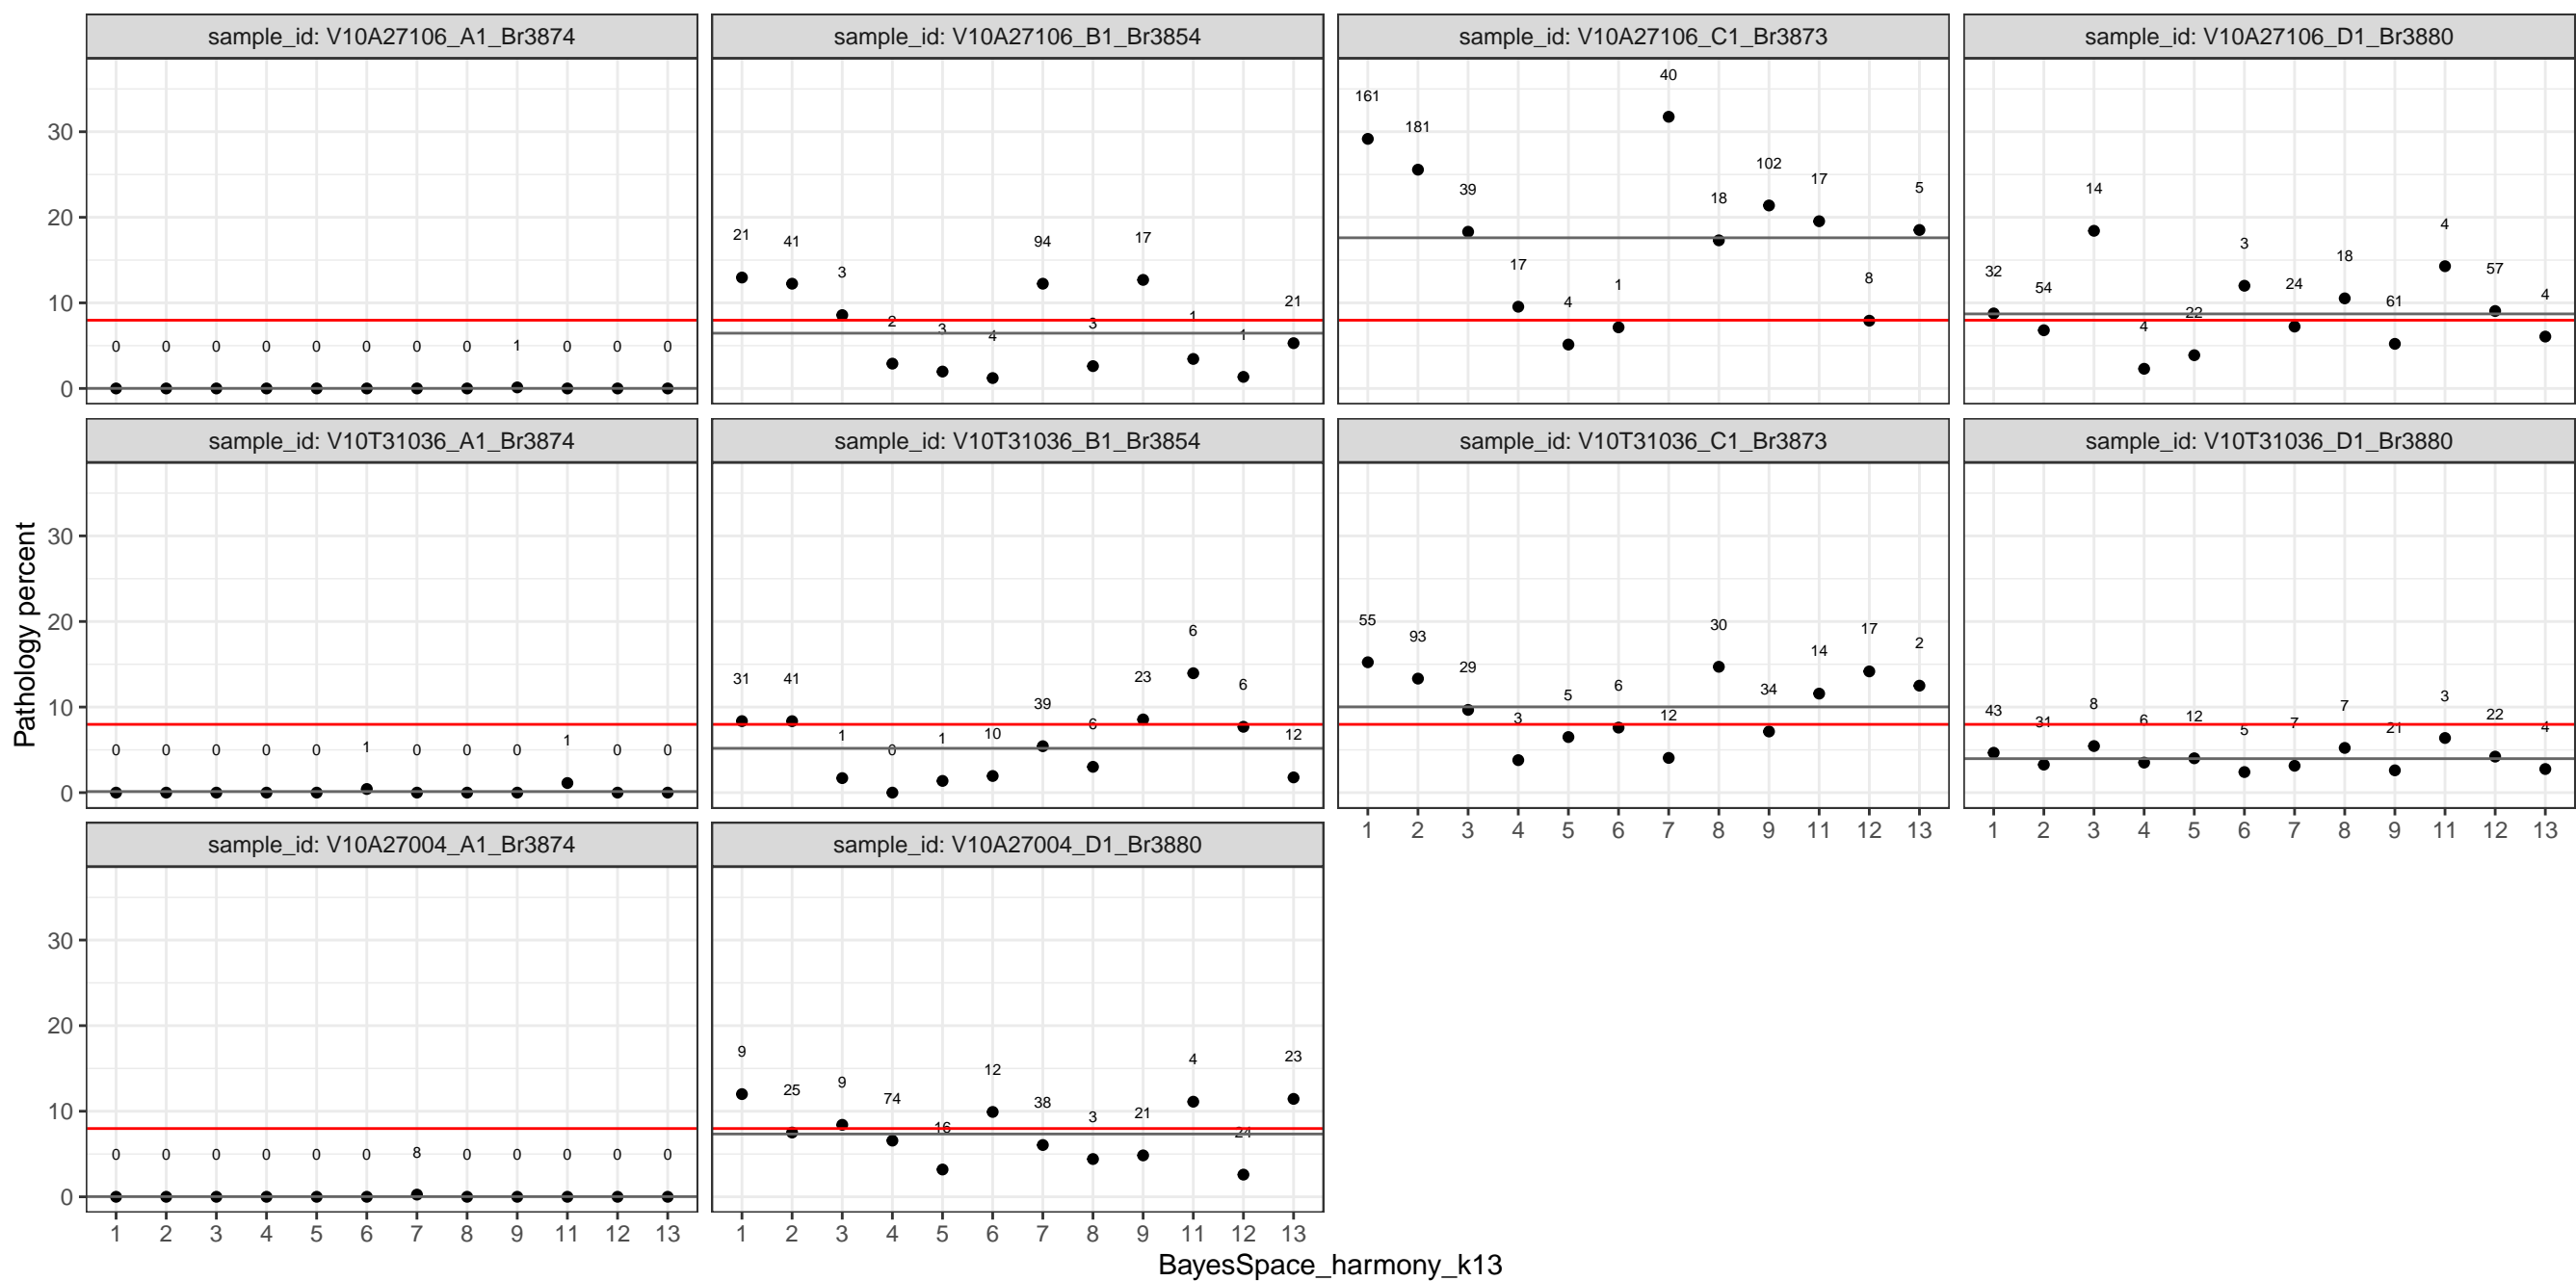 sample_id: V10A27106_A1_Br3874
sample_id: V10A27106_B1_Br3854
sample_id: V10A27106_C1_Br3873
sample_id: V10A27106_D1_Br3880
30
20
10
0
0 0 0 0 0 0 0 0 1 0 0 0
21 41 3 2 3 4 94 3 17 1 1 21
161 181 39 17 4 1 40 18 102 17 8 5
32 54 14 4 22 3 24 18 61 4 57 4
sample_id: V10T31036_A1_Br3874
sample_id: V10T31036_B1_Br3854
sample_id: V10T31036_C1_Br3873
sample_id: V10T31036_D1_Br3880
Pathology percent
30
20
10
0
0 0 0 0 0 1 0 0 0 1 0 0
31 41 1 0 1 10 39 6 23 6 6 12
55 93 29 3 5 6 12 30 34 14 17 2
43 31 8 6 12 5 7 7 21 3 22 4
1 2 3 4 5 6 7 8 9 11 12 13
1 2 3 4 5 6 7 8 9 11 12 13
sample_id: V10A27004_A1_Br3874
sample_id: V10A27004_D1_Br3880
30
20
10
0
0 0 0 0 0 0 8 0 0 0 0 0
9 25 9 74 16 12 38 3 21 4 24 23
1 2 3 4 5 6 7 8 9 11 12 13
1 2 3 4 5 6 7 8 9 11 12 13
BayesSpace_harmony_k13